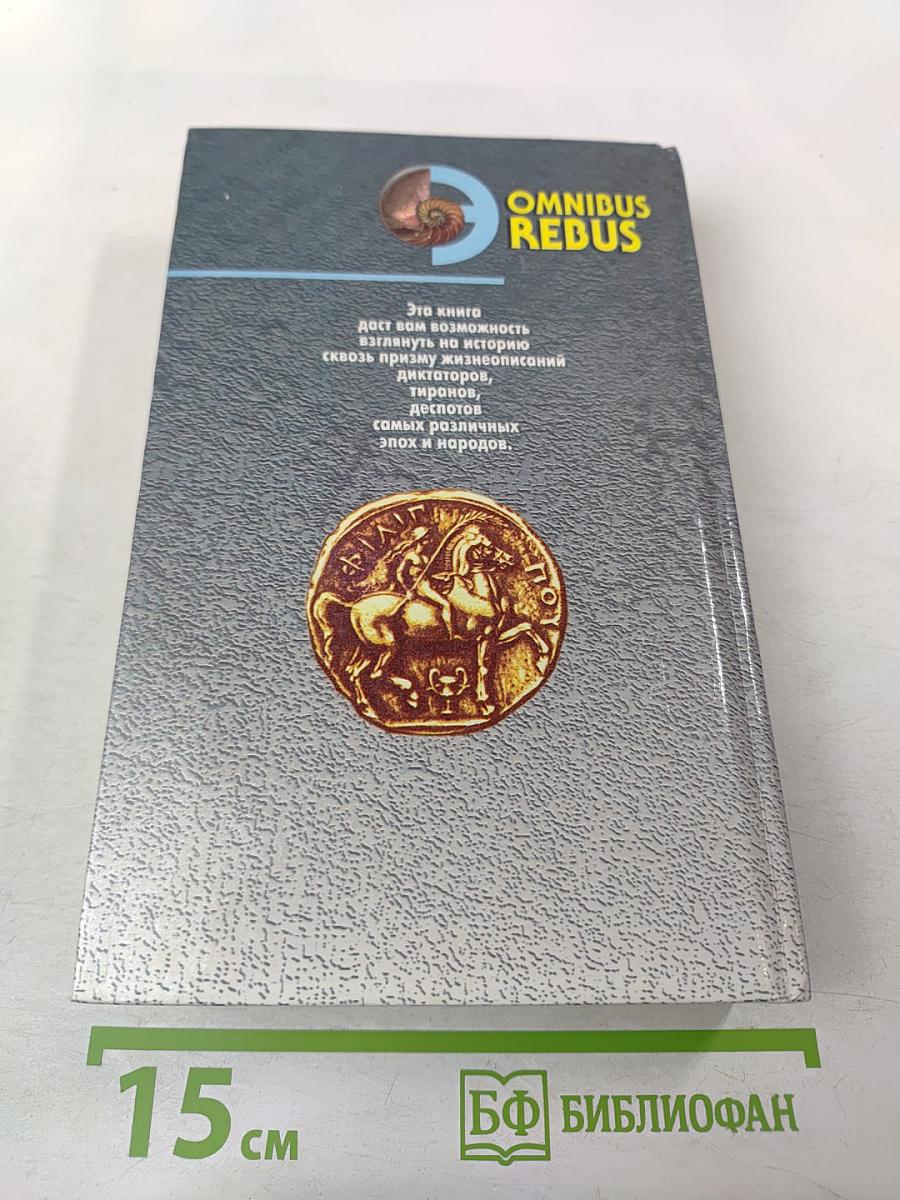 Э
OMNIBUS
REBUS
Эта книга
даст вам возможность
взглянуть на историю
сквозь призму жизнеописаний
диктаторов,
тиранов,
деспотов
самых различных
эпох и народов.
ΦΙΛΙΠ
ΠΟΥ
15 см
БФ БИБЛИОФАН